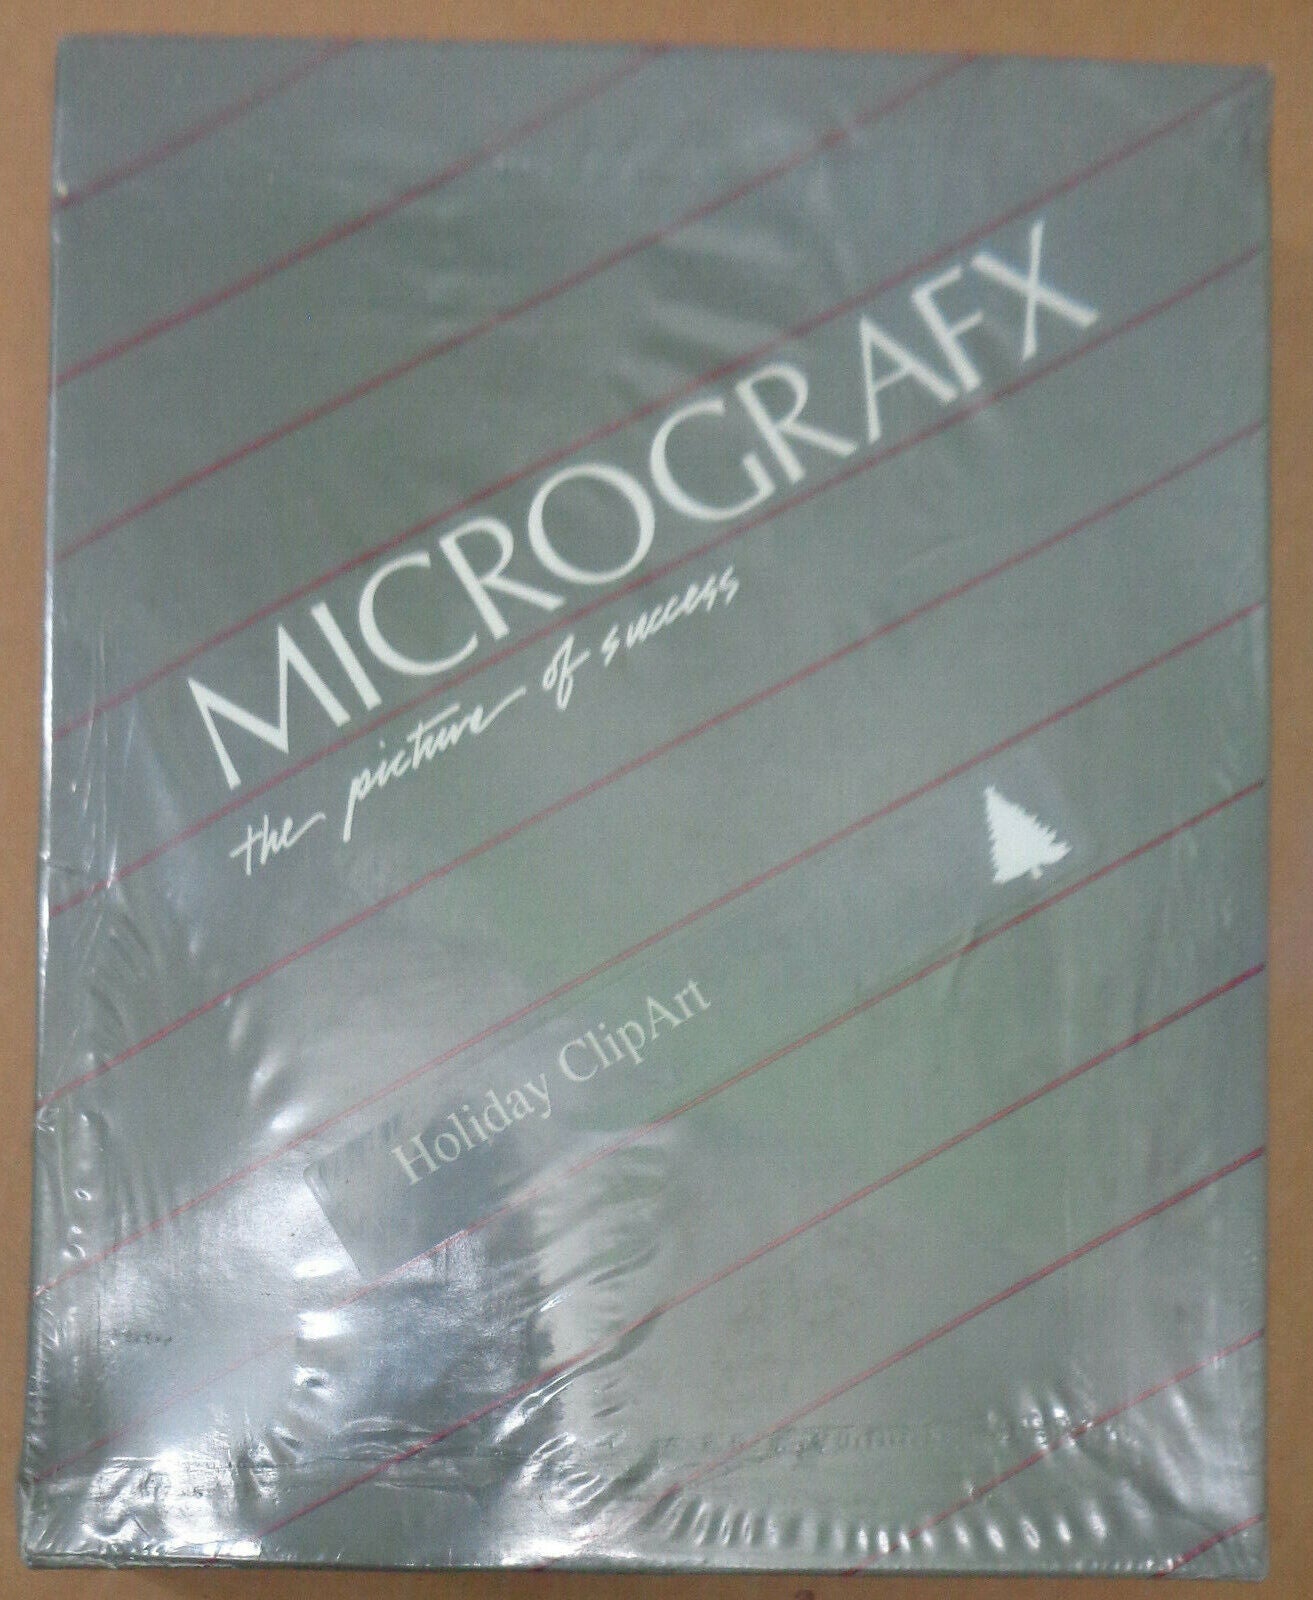 MICROGRAFX
the picture of success
Holiday ClipArt